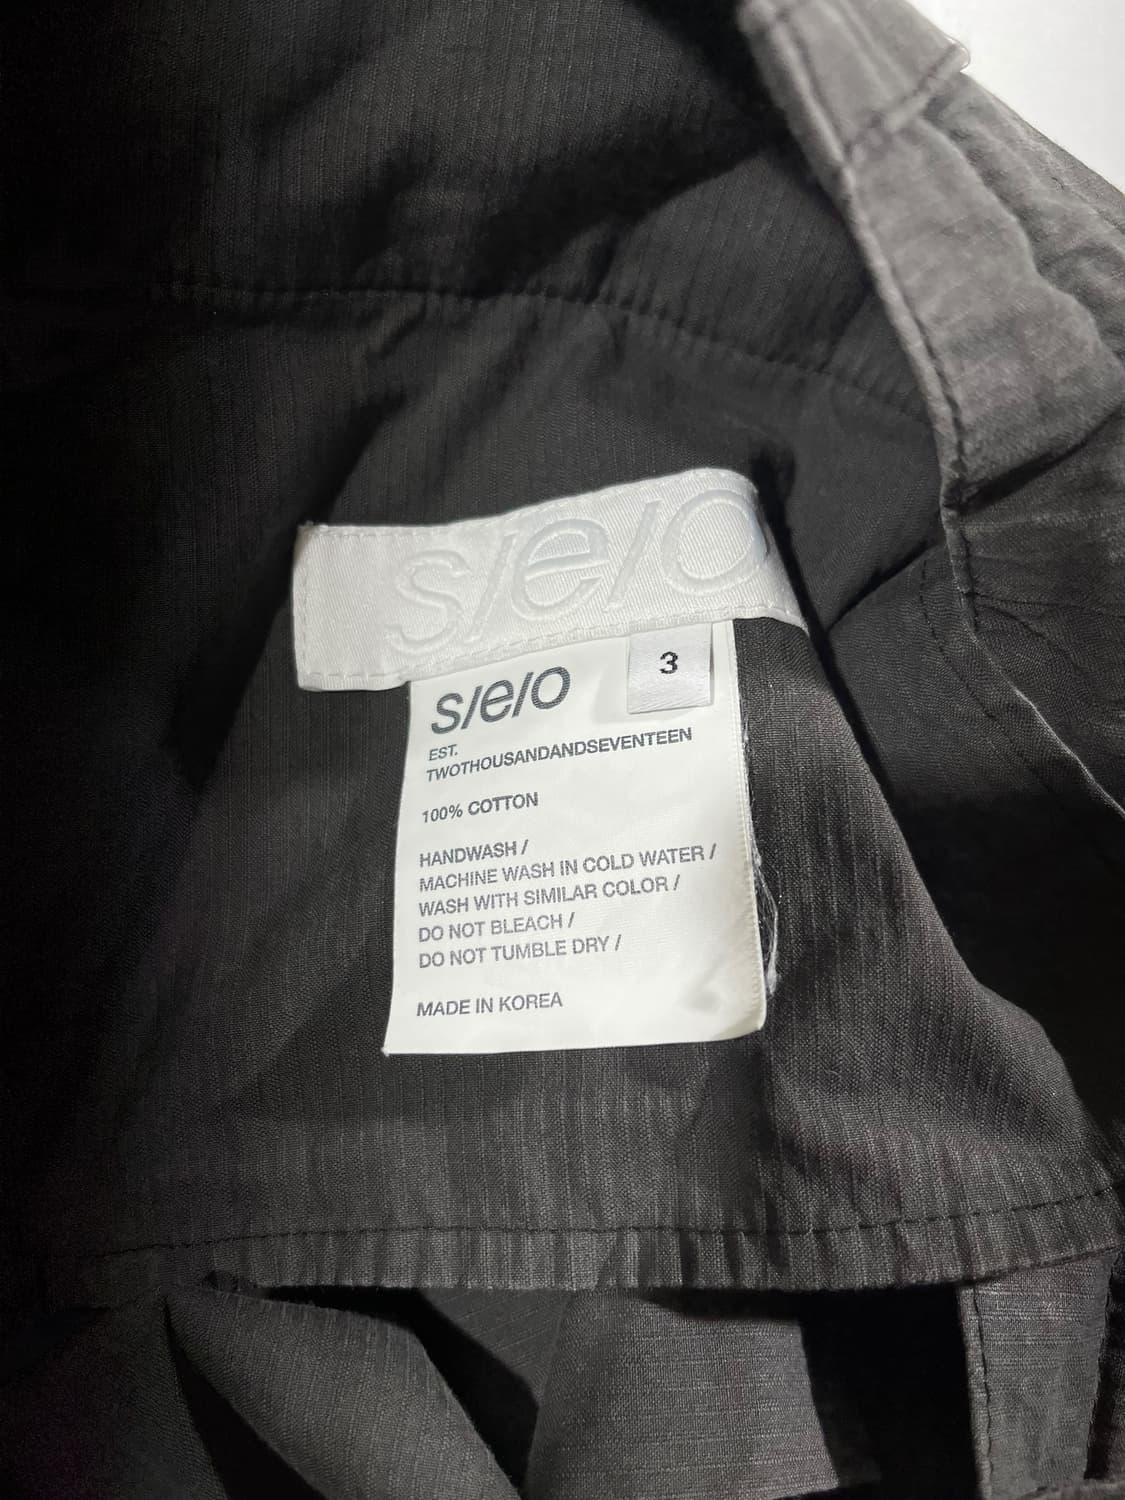 s/e/o
s/e/o
3
EST.
TWOTHOUSANDANDSEVENTEEN
100% COTTON
HANDWASH /
MACHINE WASH IN COLD WATER /
WASH WITH SIMILAR COLOR /
DO NOT BLEACH /
DO NOT TUMBLE DRY /
MADE IN KOREA